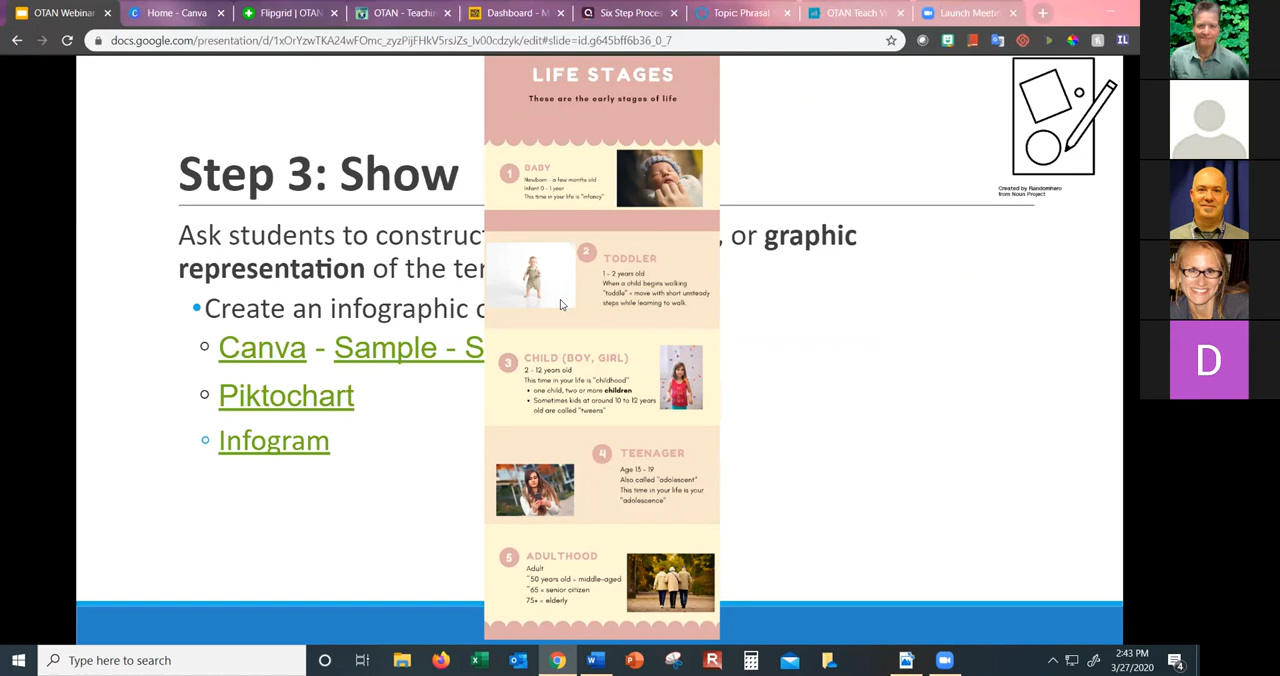 OTAN Webinar
Home - Canva
Flipgrid | OTAN
OTAN - Teachin
Dashboard - M
Six Step Proces
Topic: Phrasal
OTAN Teach V
Launch Meeti
docs.google.com/presentation/d/1xOrYzwTKA24wFOmc_zyzPijFHkV5rsJZs_Iv00cdzyk/edit#slide=id.g645bff6b36_0_7
Step 3: Show
Ask students to construct
, or graphic
representation of the ter
Create an infographic o
Canva - Sample - S
Piktochart
Infogram
LIFE STAGES
These are the early stages of life
1
BABY
Newborn - a few months old
Infant 0 - 1 year
This time in your life is "infancy"
2
TODDLER
1 - 2 years old
When a child begins walking
"toddle" = move with short unsteady
steps while learning to walk.
3
CHILD (BOY, GIRL)
2 - 12 years old
This time in your life is "childhood"
one child, two or more children
Sometimes kids at around 10 to 12 years
old are called "tweens"
4
TEENAGER
Age 13 - 19
Also called "adolescent"
This time in your life is your
"adolescence"
5
ADULTHOOD
Adult
~50 years old = middle-aged
~65 = senior citizen
75+ = elderly
Created by Randomhero
from Noun Project
D
Type here to search
2:43 PM
3/27/2020
4